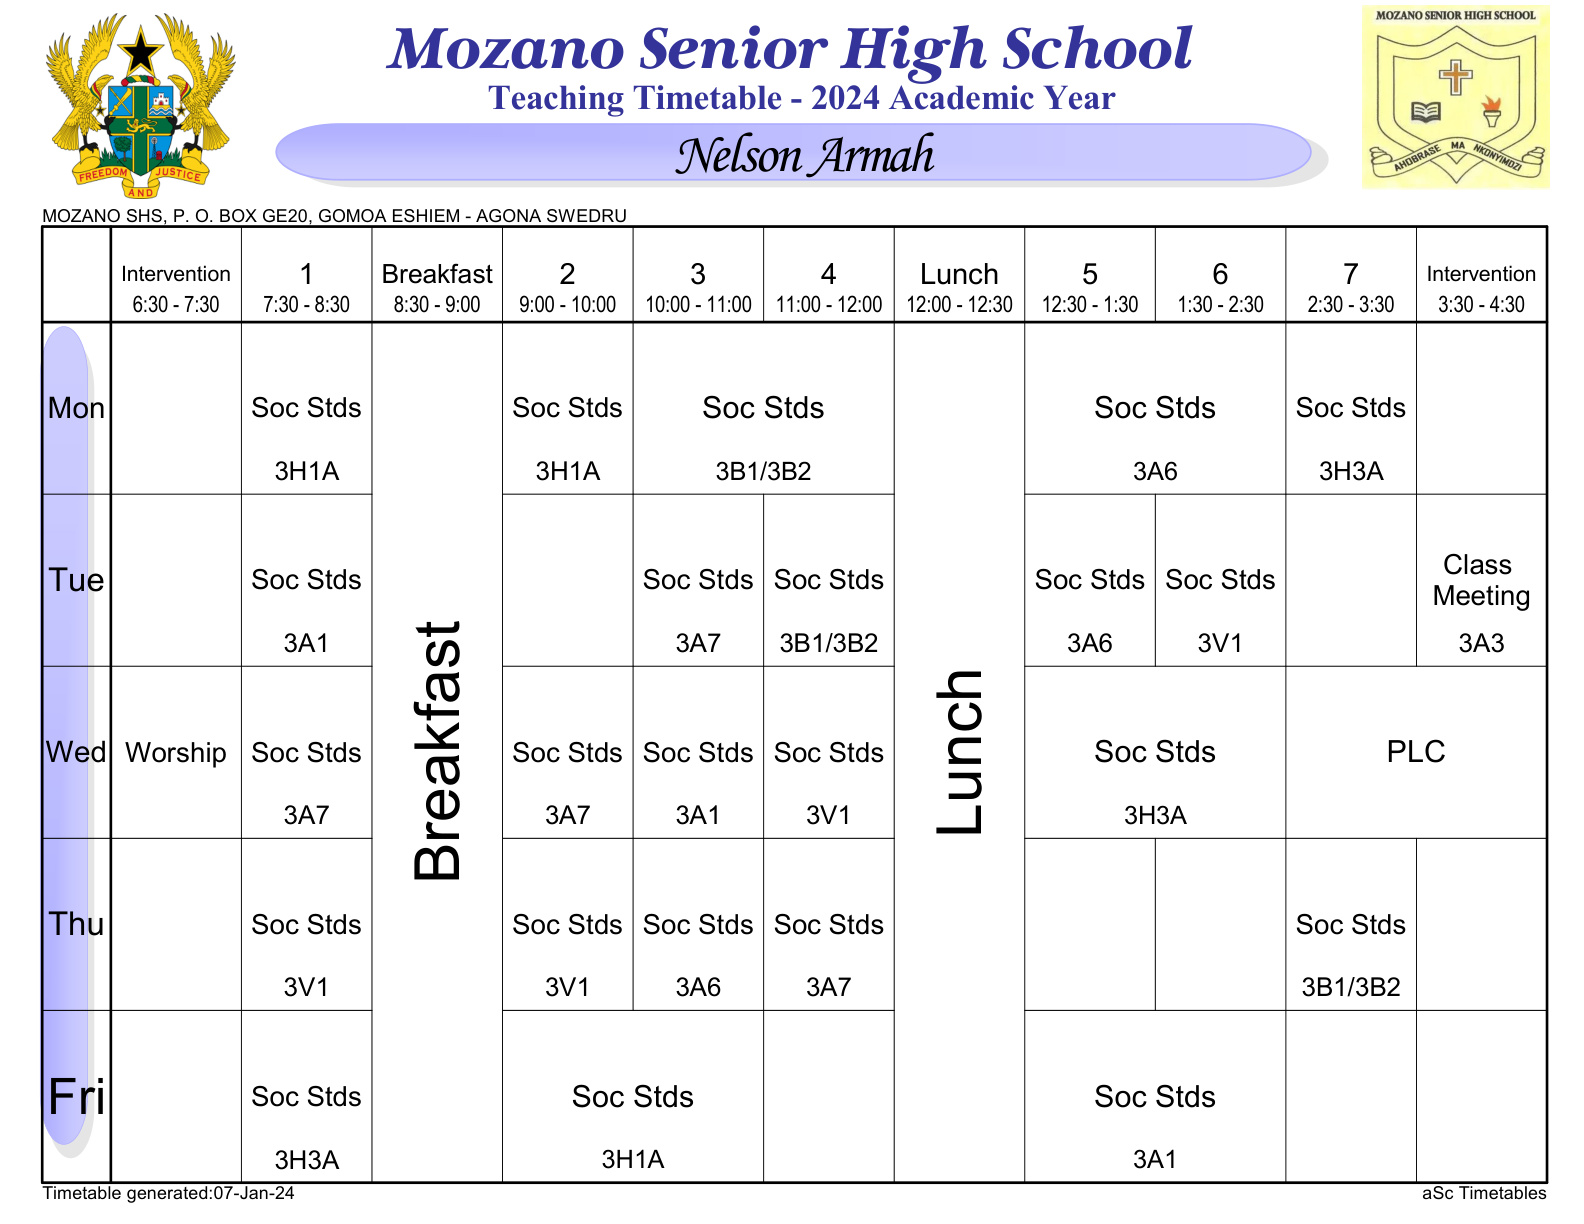 MOZANO SENIOR HIGH SCHOOL
Mozano Senior High School
Teaching Timetable - 2024 Academic Year
Nelson Armah
FREEDOM AND JUSTICE
AHOBRASE MA NKONYIMDZI
MOZANO SHS, P. O. BOX GE20, GOMOA ESHIEM - AGONA SWEDRU
Intervention 1 Breakfast 2 3 4 Lunch 5 6 7 Intervention
6:30 - 7:30 7:30 - 8:30 8:30 - 9:00 9:00 - 10:00 10:00 - 11:00 11:00 - 12:00 12:00 - 12:30 12:30 - 1:30 1:30 - 2:30 2:30 - 3:30 3:30 - 4:30
Mon Soc Stds Soc Stds Soc Stds Soc Stds Soc Stds
3H1A 3H1A 3B1/3B2 3A6 3H3A
Tue Soc Stds Soc Stds Soc Stds Soc Stds Soc Stds Class
Meeting
3A1 3A7 3B1/3B2 3A6 3V1 3A3
Breakfast
Lunch
Wed Worship Soc Stds Soc Stds Soc Stds Soc Stds Soc Stds PLC
3A7 3A7 3A1 3V1 3H3A
Thu Soc Stds Soc Stds Soc Stds Soc Stds Soc Stds
3V1 3V1 3A6 3A7 3B1/3B2
Fri Soc Stds Soc Stds Soc Stds
3H3A 3H1A 3A1
Timetable generated:07-Jan-24 aSc Timetables